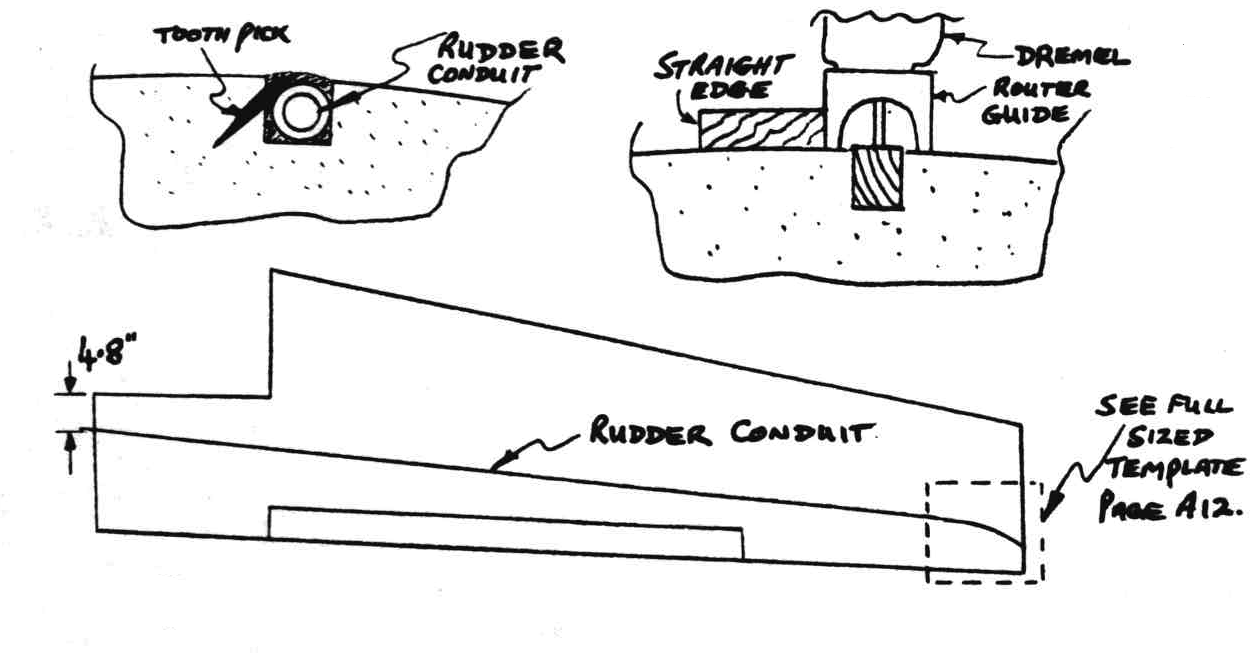 TOOTH PICK
RUDDER
CONDUIT
STRAIGHT
EDGE
DREMEL
ROUTER
GUIDE
4.8"
RUDDER CONDUIT.
SEE FULL
SIZED
TEMPLATE
PAGE A12.